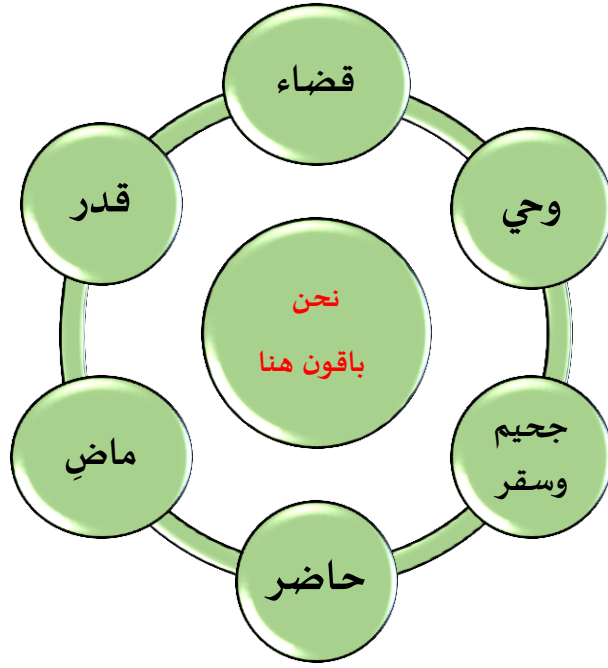 قضاء
وحي
قدر
نحن
باقون هنا
جحيم
وسقر
ماضِ
حاضر